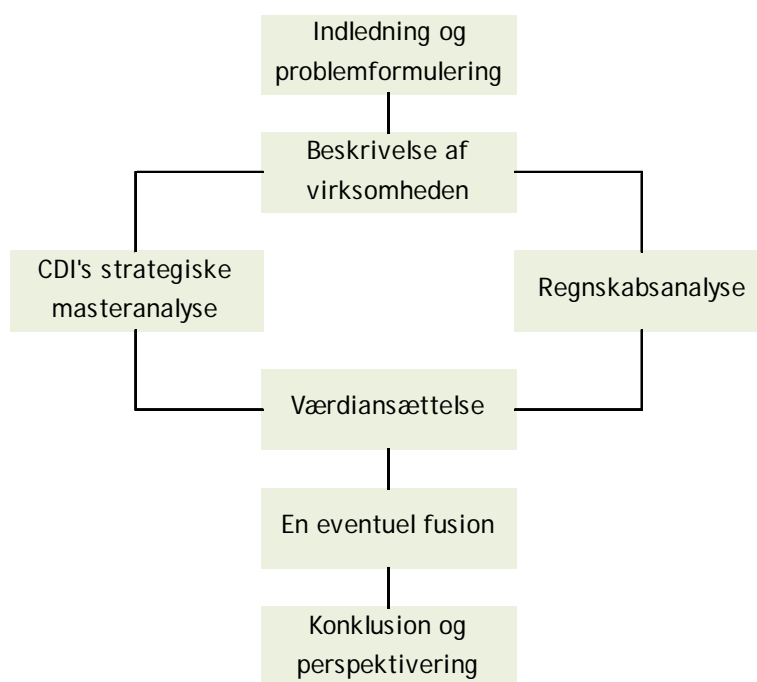 Indledning og
problemformulering
Beskrivelse af
virksomheden
CDI's strategiske
masteranalyse
Regnskabsanalyse
Værdiansættelse
En eventuel fusion
Konklusion og
perspektivering